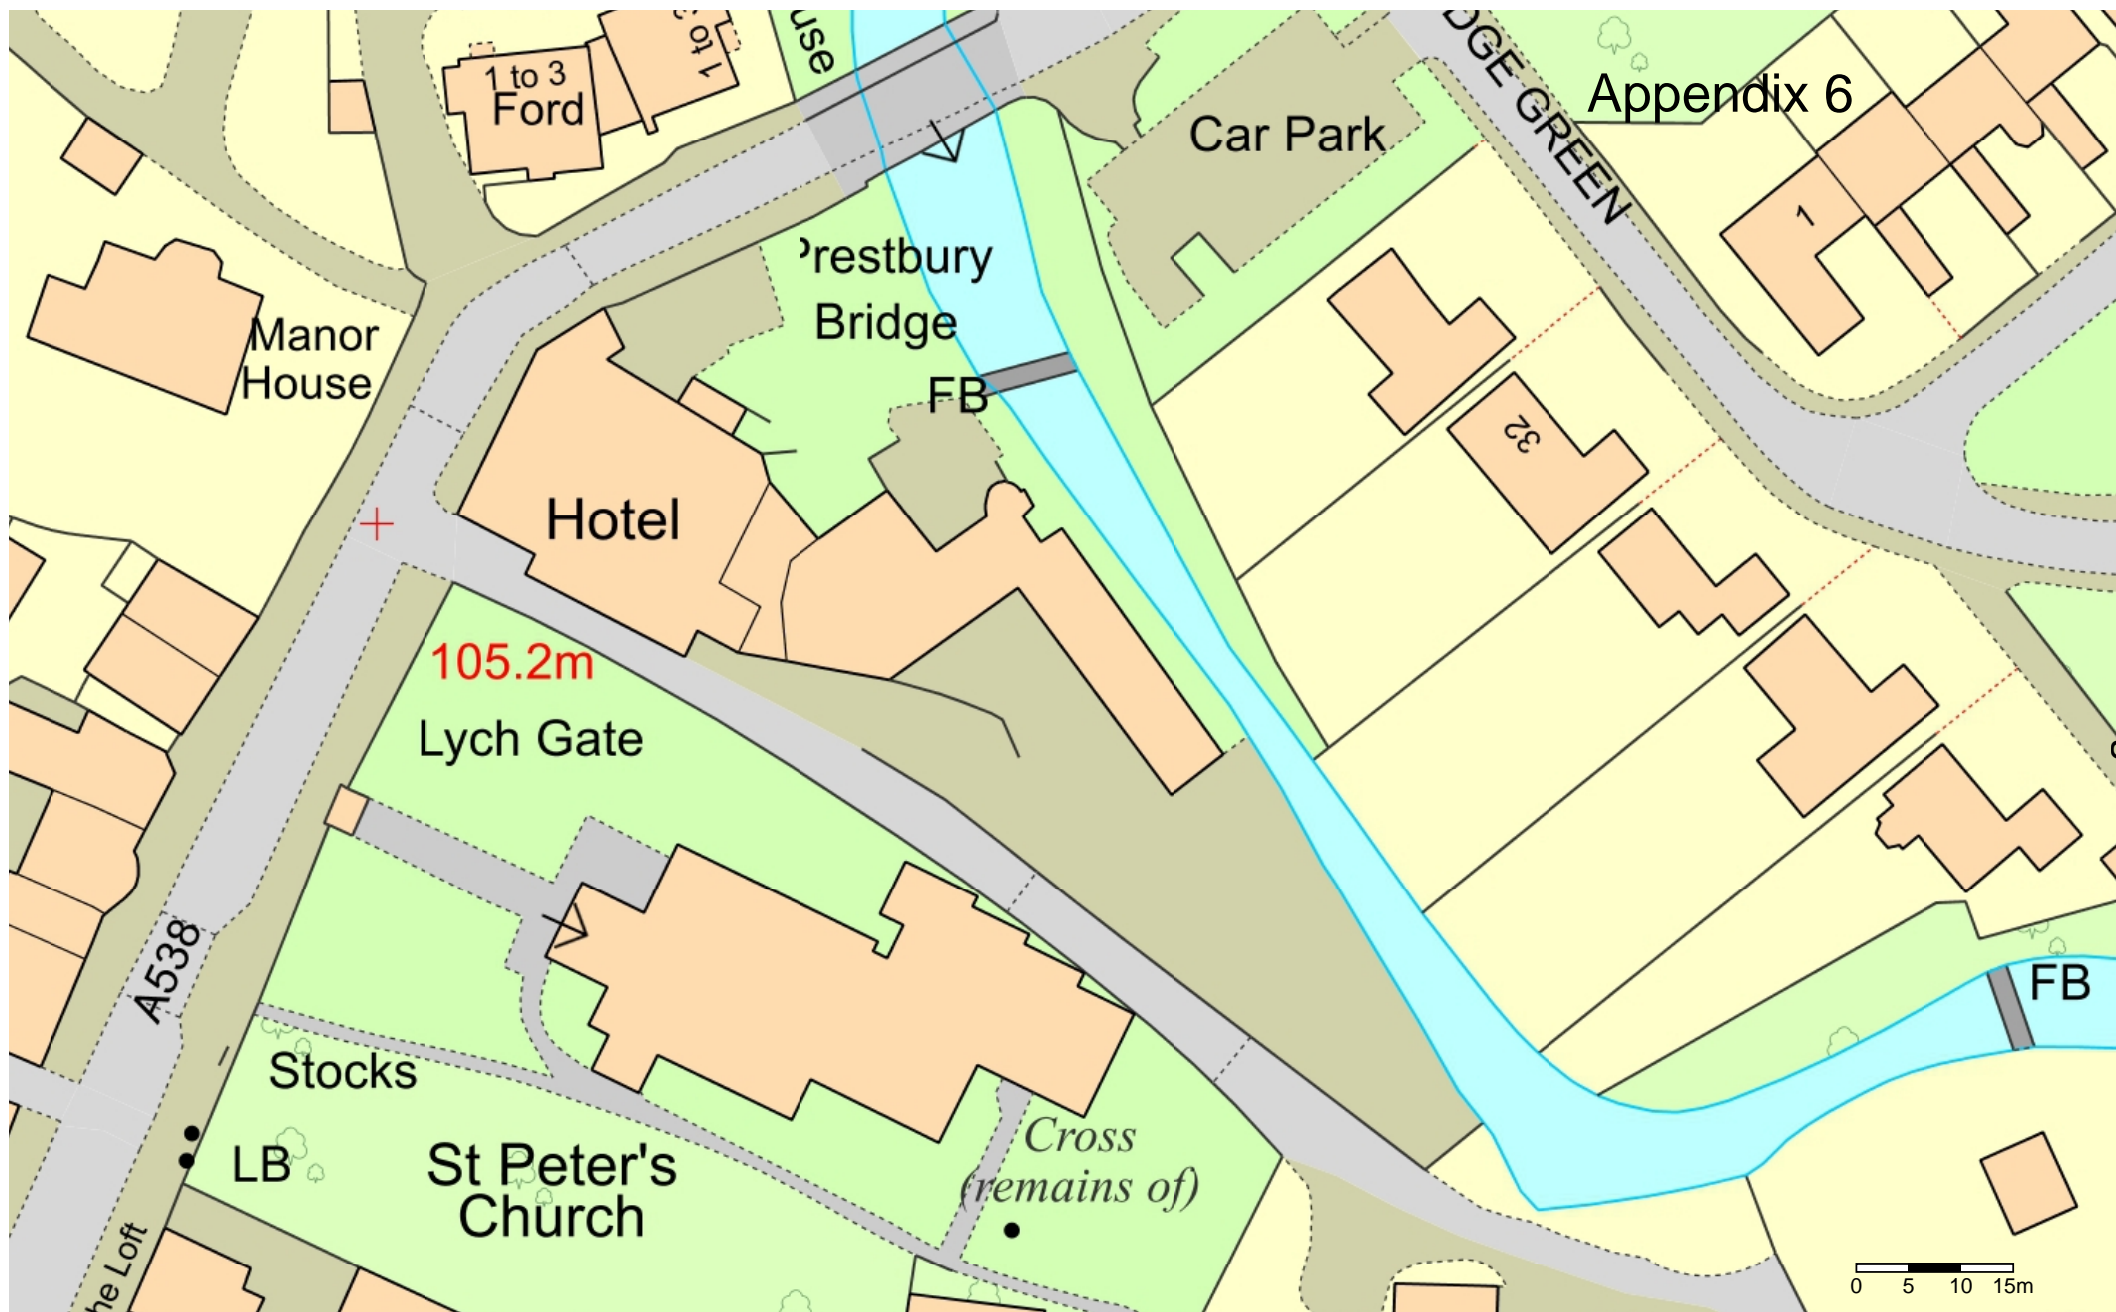 1 to 3
Ford
Appendix 6
Car Park
1
Prestbury
Bridge
FB
Manor
House
32
Hotel
105.2m
Lych Gate
A538
FB
Stocks
LB
St Peter's
Church
Cross
(remains of)
0 5 10 15m